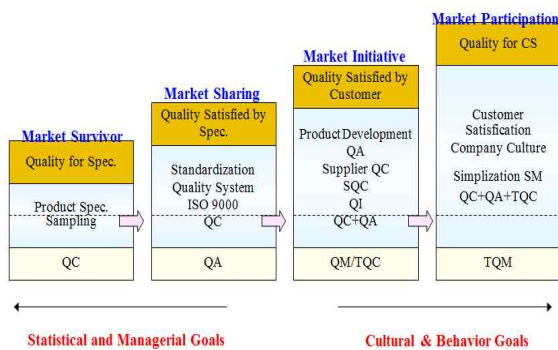 Market Survivor
Quality for Spec.
Product Spec.
Sampling
QC
Market Sharing
Quality Satisfied by
Spec.
Standardization
Quality System
ISO 9000
QC
QA
Market Initiative
Quality Satisfied by
Customer
Product Development
QA
Supplier QC
SQC
QI
QC+QA
QM/TQC
Market Participation
Quality for CS
Customer
Satisfication
Company Culture
Simplization SM
QC+QA+TQC
TQM
Statistical and Managerial Goals
Cultural & Behavior Goals